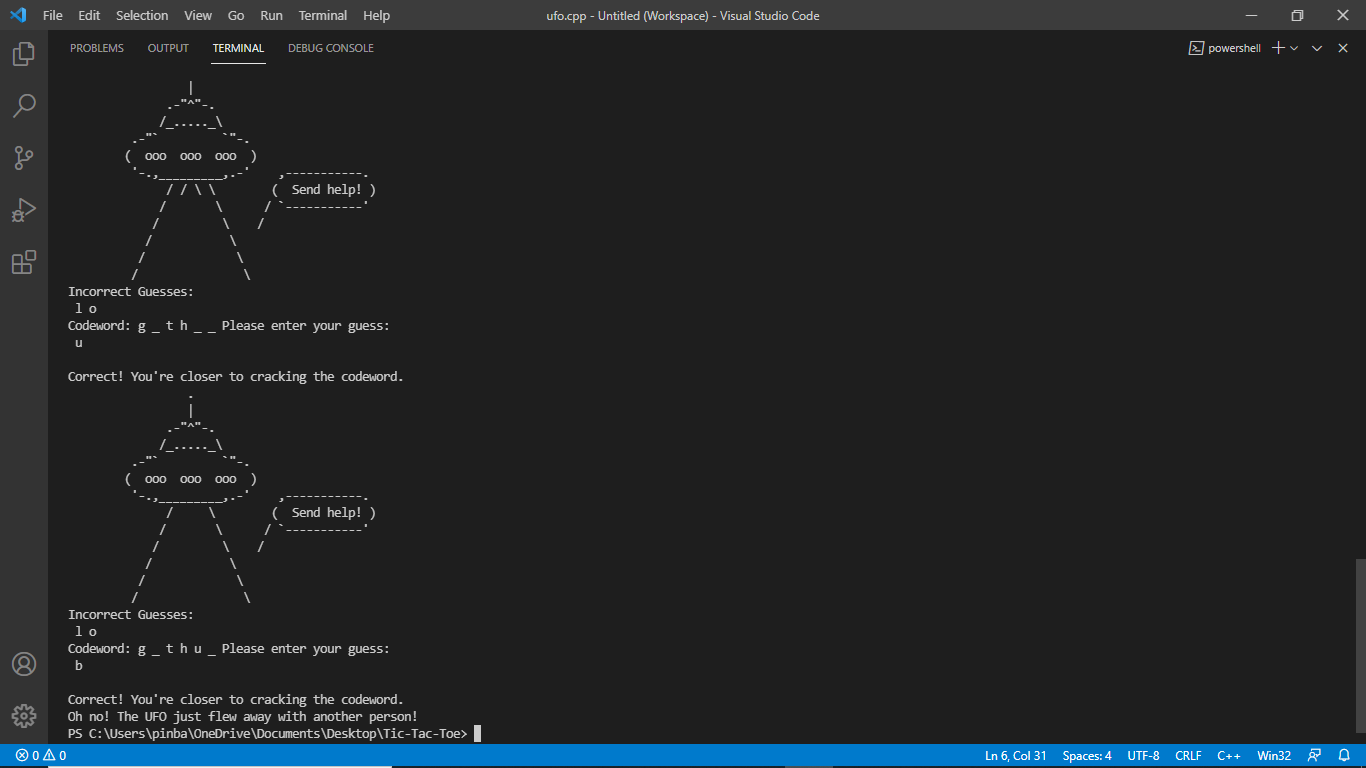 File Edit Selection View Go Run Terminal Help ufo.cpp - Untitled (Workspace) - Visual Studio Code
PROBLEMS OUTPUT TERMINAL DEBUG CONSOLE powershell
                 |
              .-"^"-.
             /_....._\
         .-"`         `"-.
        (  ooo  ooo  ooo  )
         '-.,_________,.-'    ,-----------.
              / / \ \        (  Send help! )
             /       \      / `-----------'
            /         \    /
           /           \
          /             \
         /               \
Incorrect Guesses:
 l o
Codeword: g _ t h _ _ Please enter your guess:
 u
Correct! You're closer to cracking the codeword.
                 .
                 |
              .-"^"-.
             /_....._\
         .-"`         `"-.
        (  ooo  ooo  ooo  )
         '-.,_________,.-'    ,-----------.
              /     \        (  Send help! )
             /       \      / `-----------'
            /         \    /
           /           \
          /             \
         /               \
Incorrect Guesses:
 l o
Codeword: g _ t h u _ Please enter your guess:
 b
Correct! You're closer to cracking the codeword.
Oh no! The UFO just flew away with another person!
PS C:\Users\pinba\OneDrive\Documents\Desktop\Tic-Tac-Toe>
0 0 Ln 6, Col 31 Spaces: 4 UTF-8 CRLF C++ Win32